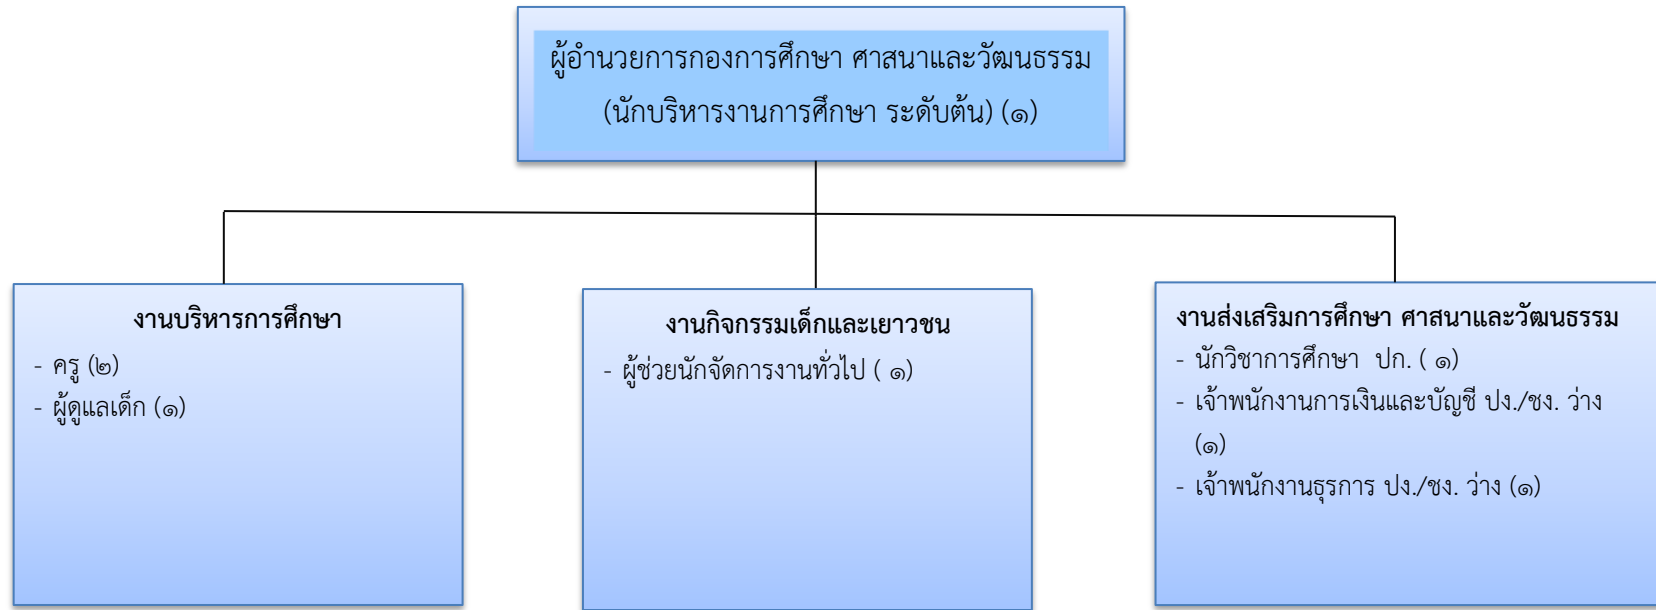 ผู้อำนวยการกองการศึกษา ศาสนาและวัฒนธรรม
(นักบริหารงานการศึกษา ระดับต้น) (๑)
งานบริหารการศึกษา
- ครู (๒)
- ผู้ดูแลเด็ก (๑)
งานกิจกรรมเด็กและเยาวชน
- ผู้ช่วยนักจัดการงานทั่วไป ( ๑)
งานส่งเสริมการศึกษา ศาสนาและวัฒนธรรม
- นักวิชาการศึกษา ปก. ( ๑)
- เจ้าพนักงานการเงินและบัญชี ปง./ชง. ว่าง
(๑)
- เจ้าพนักงานธุรการ ปง./ชง. ว่าง (๑)